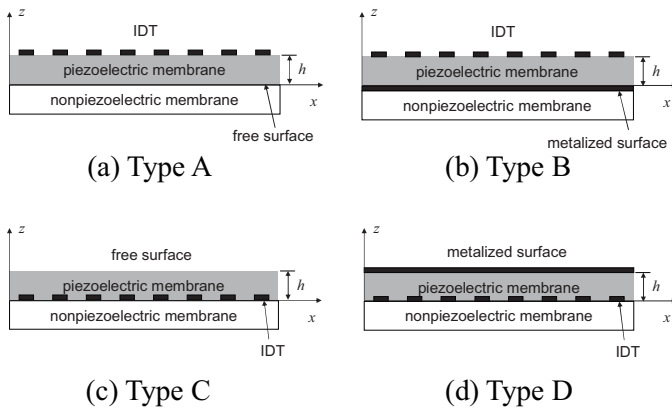 z
IDT
piezoelectric membrane
h
nonpiezoelectric membrane
x
free surface
(a) Type A
z
IDT
piezoelectric membrane
h
nonpiezoelectric membrane
x
metalized surface
(b) Type B
z
free surface
piezoelectric membrane
h
nonpiezoelectric membrane
x
IDT
(c) Type C
z
metalized surface
piezoelectric membrane
h
nonpiezoelectric membrane
x
IDT
(d) Type D